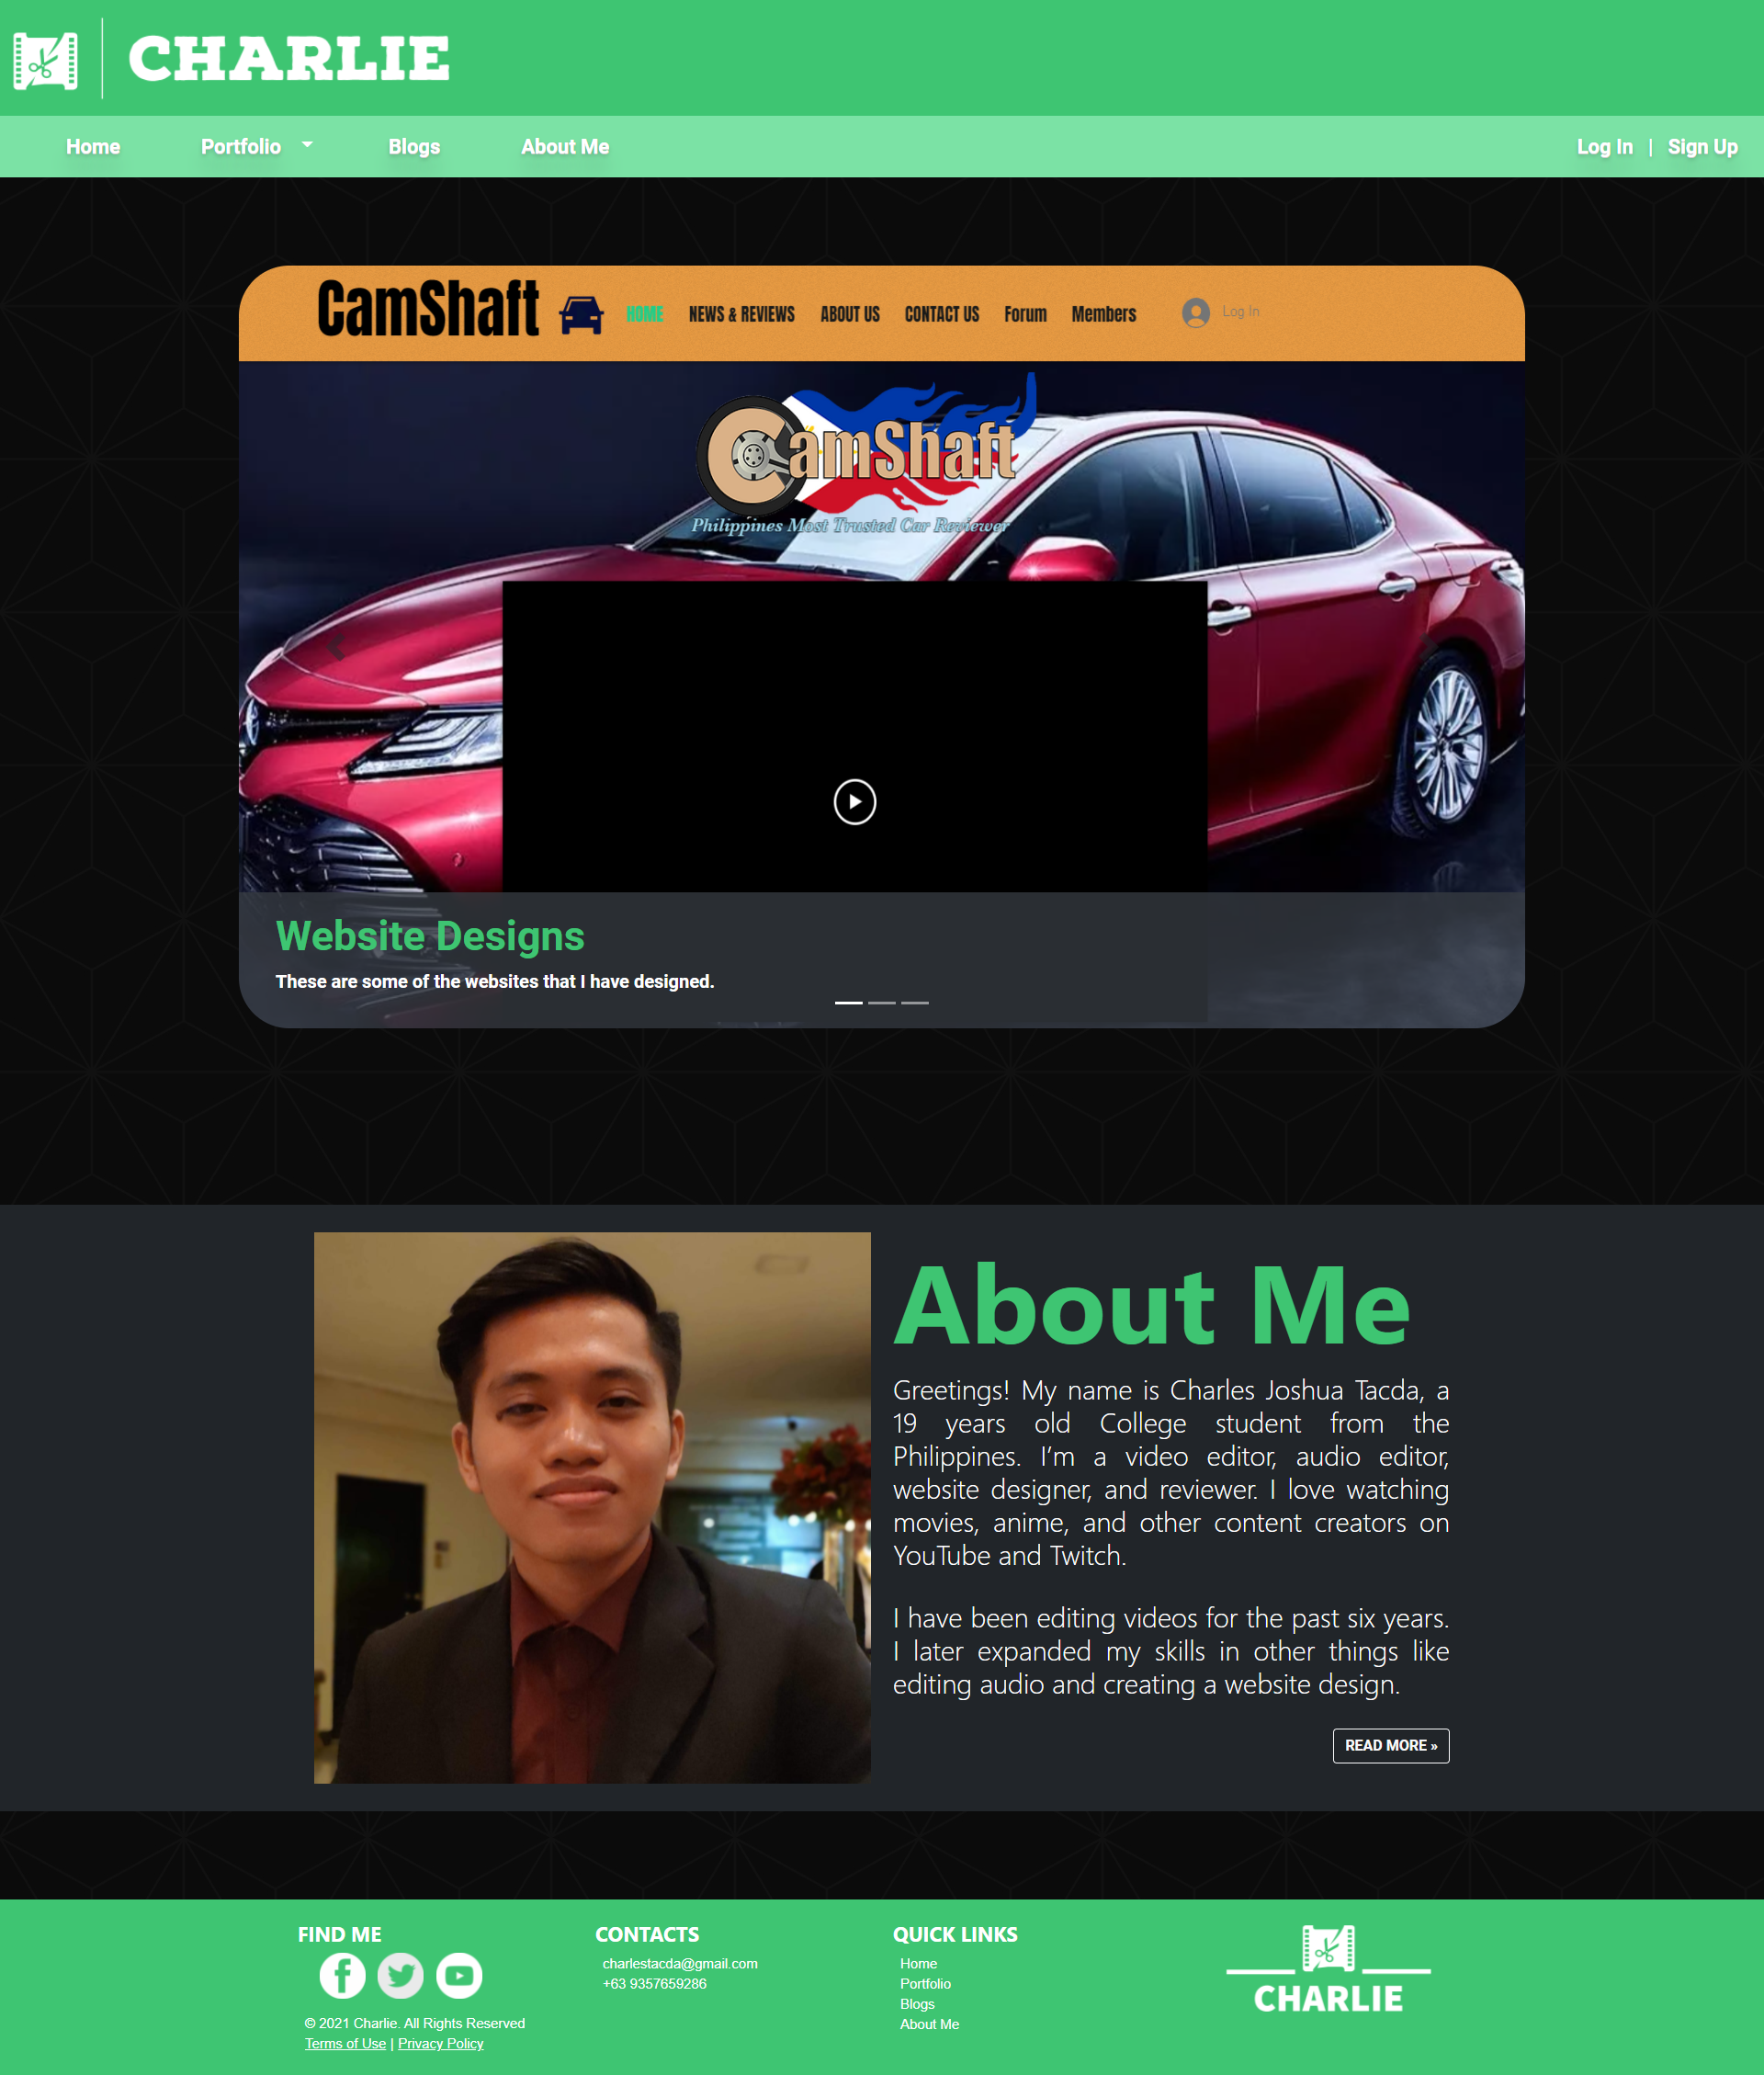 CHARLIE
Home Portfolio Blogs About Me Log In | Sign Up
CamShaft HOME NEWS & REVIEWS ABOUT US CONTACT US Forum Members Log In
CamShaft
Philippines Most Trusted Car Reviewer
Website Designs
These are some of the websites that I have designed.
About Me
Greetings! My name is Charles Joshua Tacda, a
19 years old College student from the
Philippines. I’m a video editor, audio editor,
website designer, and reviewer. I love watching
movies, anime, and other content creators on
YouTube and Twitch.
I have been editing videos for the past six years.
I later expanded my skills in other things like
editing audio and creating a website design.
READ MORE »
FIND ME
© 2021 Charlie. All Rights Reserved
Terms of Use | Privacy Policy
CONTACTS
charlestacda@gmail.com
+63 9357659286
QUICK LINKS
Home
Portfolio
Blogs
About Me
CHARLIE